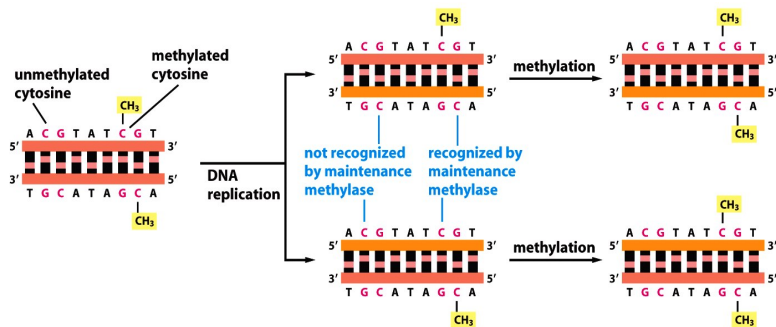 unmethylated
cytosine
methylated
cytosine
CH₃
A C G T A T C G T
5′ 3′
3′ 5′
T G C A T A G C A
CH₃
DNA
replication
CH₃
A C G T A T C G T
5′ 3′
3′ 5′
T G C A T A G C A
not recognized
by maintenance
methylase
recognized by
maintenance
methylase
A C G T A T C G T
5′ 3′
3′ 5′
T G C A T A G C A
CH₃
methylation
CH₃
A C G T A T C G T
5′ 3′
3′ 5′
T G C A T A G C A
CH₃
methylation
CH₃
A C G T A T C G T
5′ 3′
3′ 5′
T G C A T A G C A
CH₃